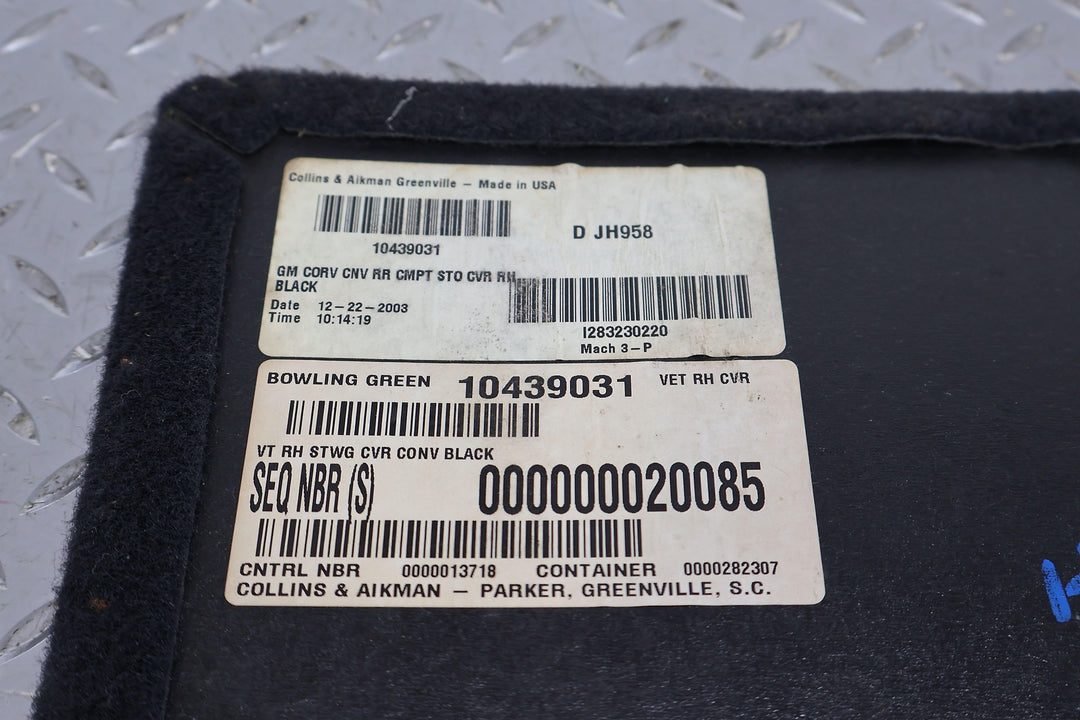 Collins & Aikman Greenville – Made in USA
10439031
D JH958
GM CORV CNV RR CMPT STO CVR RH
BLACK
Date 12–22–2003
Time 10:14:19
I283230220
Mach 3–P
BOWLING GREEN 10439031 VET RH CVR
VT RH STWG CVR CONV BLACK
SEQ NBR (S) 000000020085
CNTRL NBR 0000013718 CONTAINER 0000282307
COLLINS & AIKMAN – PARKER, GREENVILLE, S.C.